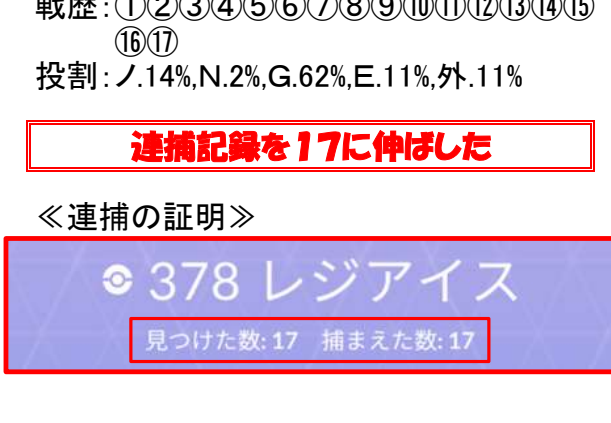 戦歴:①②③④⑤⑥⑦⑧⑨⑩⑪⑫⑬⑭⑮
⑯⑰
投割:ノ.14%,N.2%,G.62%,E.11%,外.11%
連捕記録を17に伸ばした
≪連捕の証明≫
378 レジアイス
見つけた数: 17 捕まえた数: 17